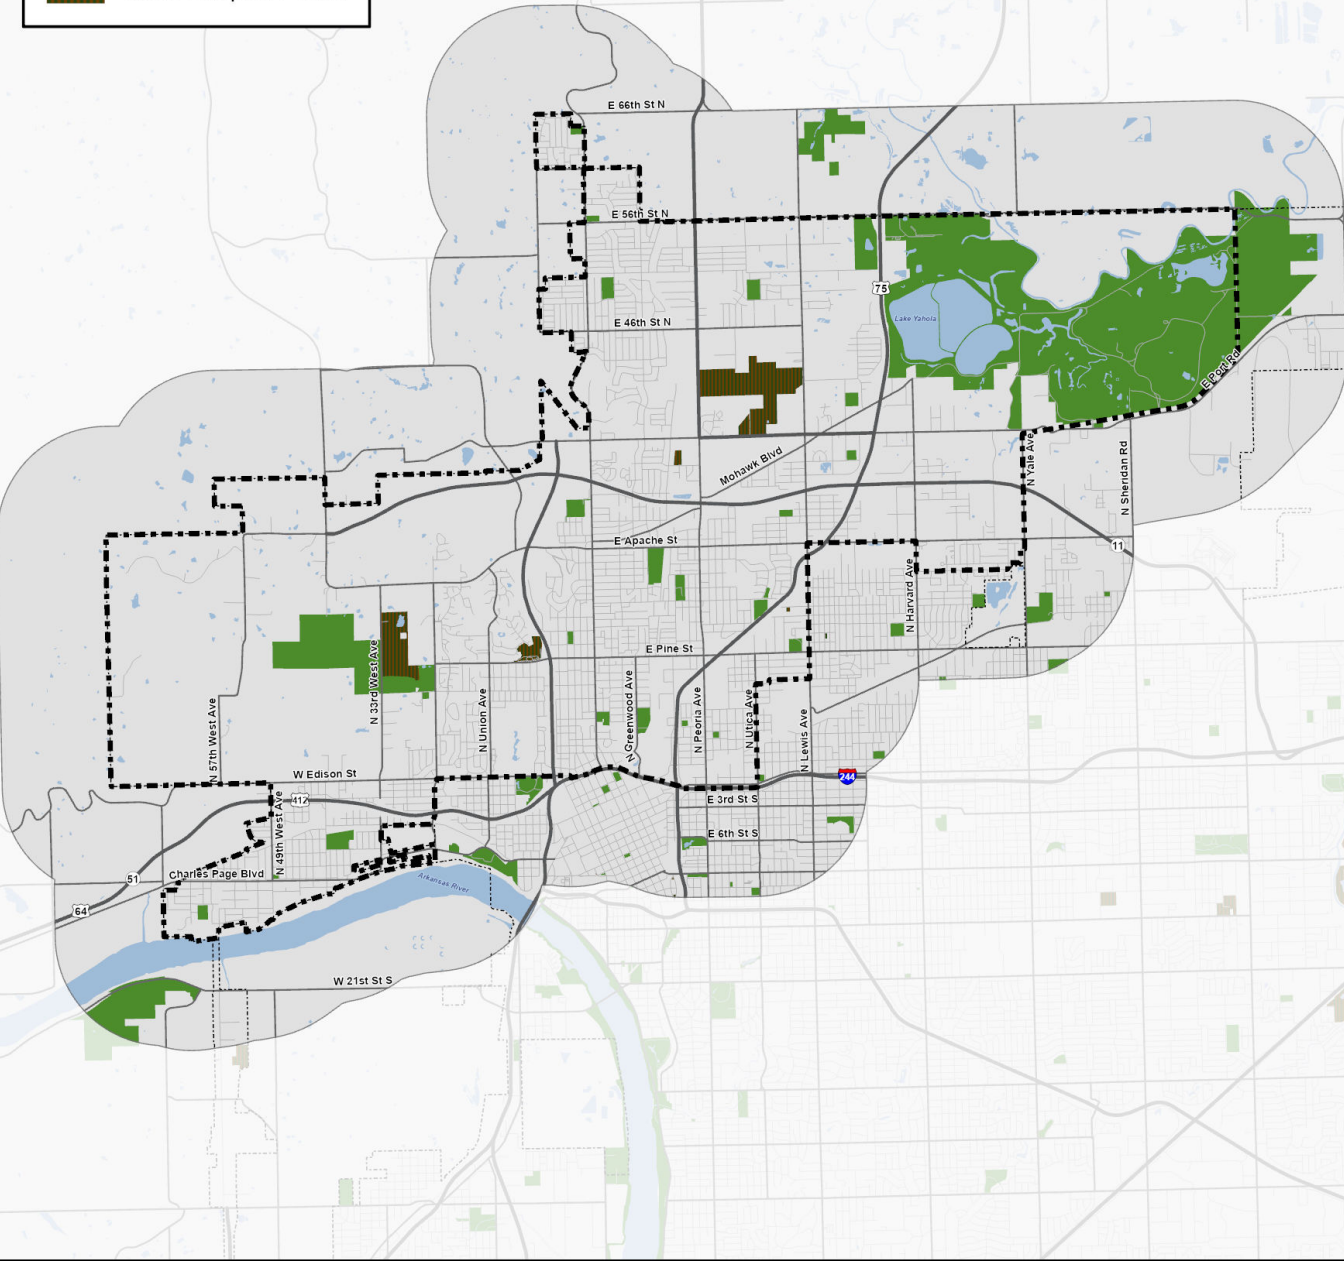 E 66th St N
E 56th St N
75
Lake Yahola
E 46th St N
E Port Rd
Mohawk Blvd
N Yale Ave
N Sheridan Rd
E Apache St
11
N Harvard Ave
E Pine St
N 33rd West Ave
N 57th West Ave
N Union Ave
N Greenwood Ave
N Peoria Ave
N Utica Ave
N Lewis Ave
W Edison St
244
412
E 3rd St S
N 49th West Ave
E 6th St S
Charles Page Blvd
51
Arkansas River
64
W 21st St S